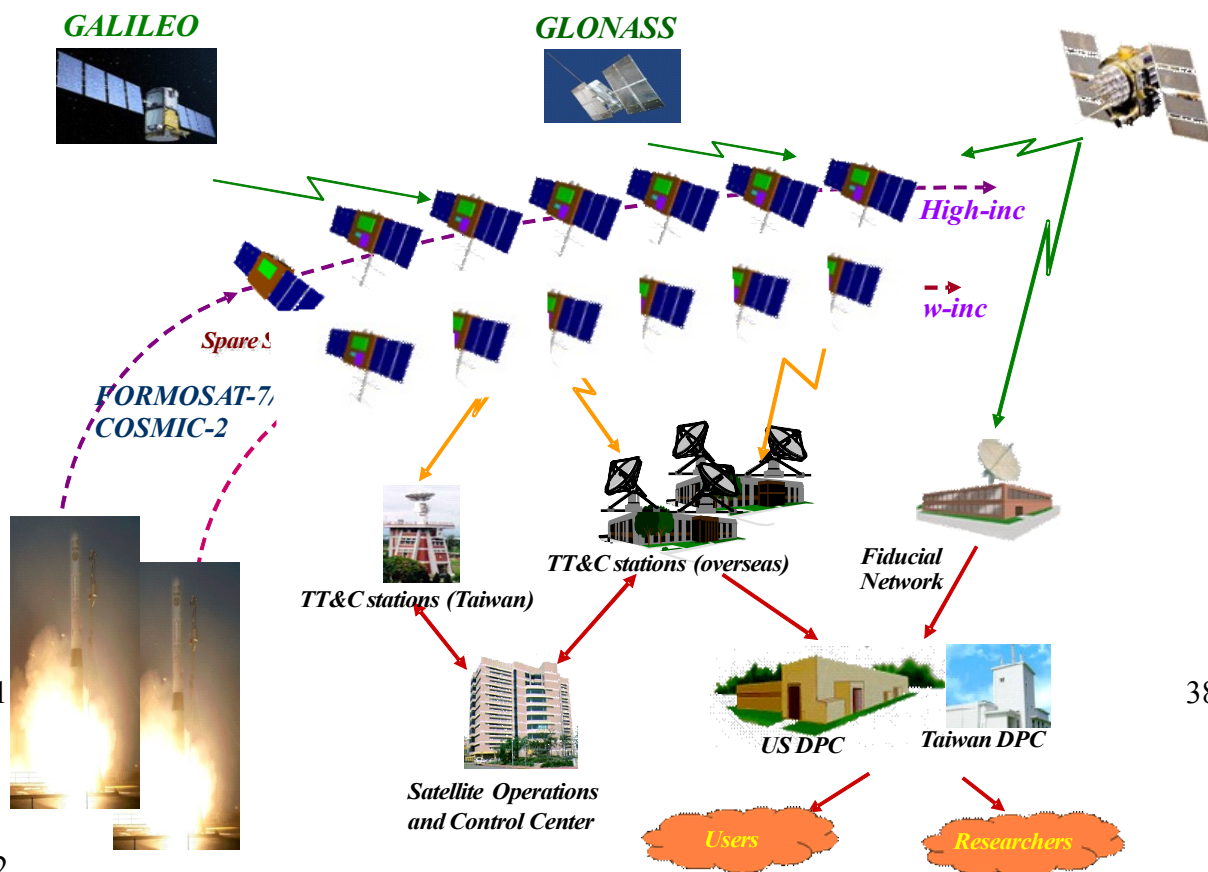 GALILEO
GLONASS
High-inc
w-inc
Spare S
FORMOSAT-7/
COSMIC-2
TT&C stations (overseas)
Fiducial
Network
TT&C stations (Taiwan)
1
38
US DPC
Taiwan DPC
Satellite Operations
and Control Center
Users
Researchers
2